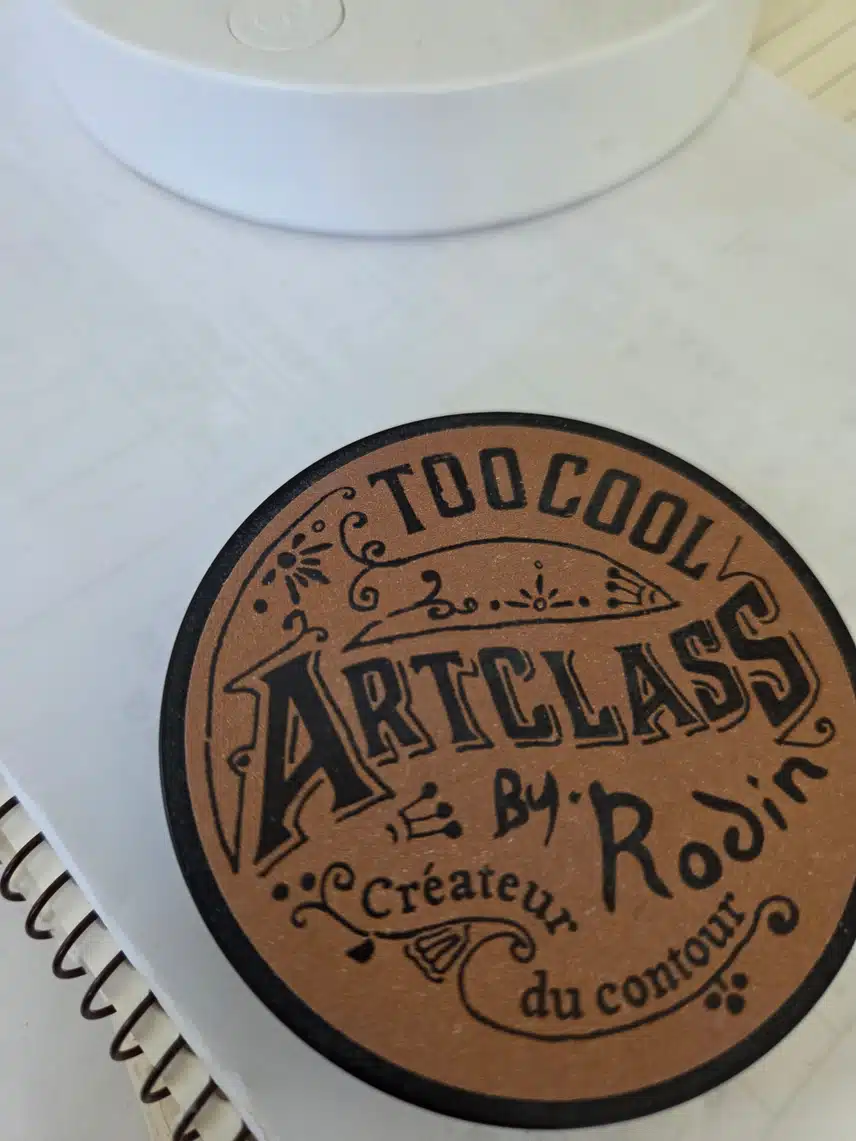 TOO COOL
ARTCLASS
By. Rodin
Créateur
du contour